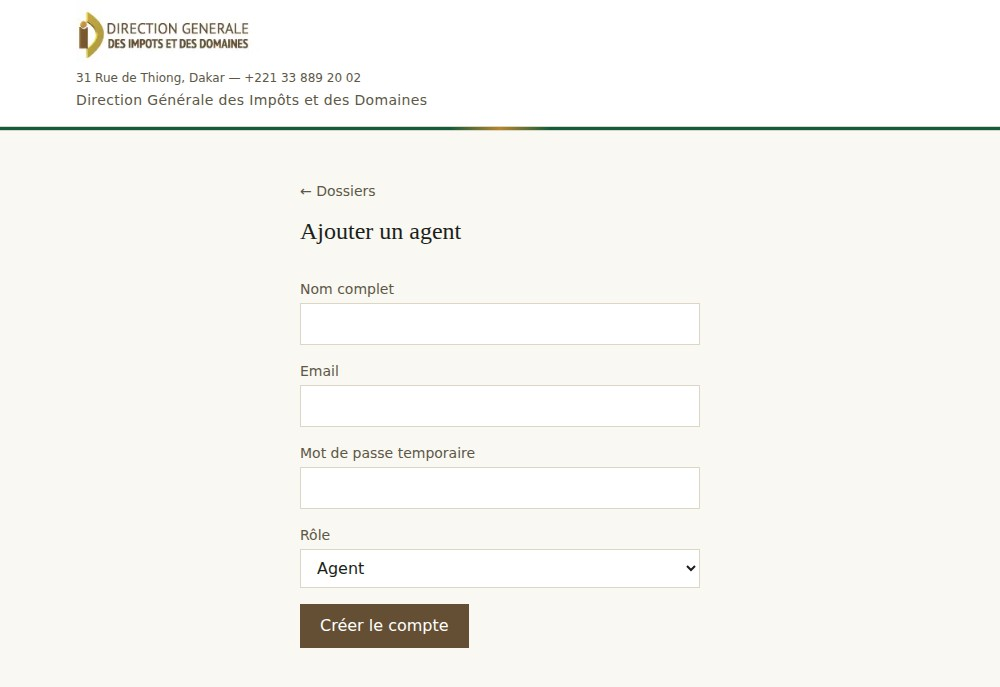 DIRECTION GENERALE
DES IMPOTS ET DES DOMAINES
31 Rue de Thiong, Dakar — +221 33 889 20 02
Direction Générale des Impôts et des Domaines
← Dossiers
Ajouter un agent
Nom complet
Email
Mot de passe temporaire
Rôle
Agent
Créer le compte